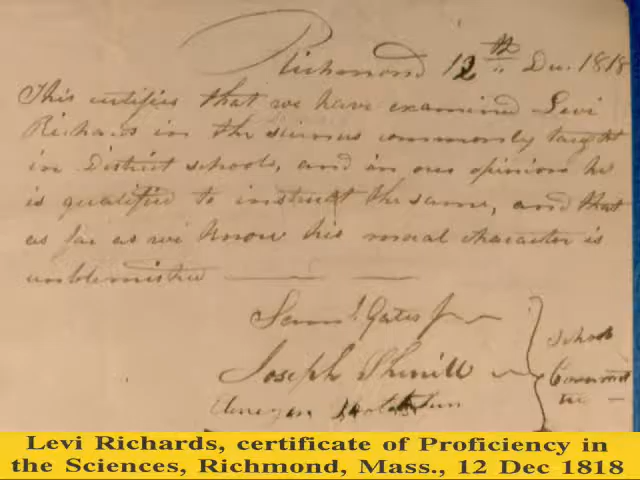 Richmond 12th Dec. 1818
This certifies that we have examined Levi
Richards in the sciences commonly taught
in District schools, and in our opinion he
is qualified to instruct the same, and that
as far as we know his moral character is
unblemished
Saml. Gates Jr
Joseph Sherrill
School
Committee
Levi Richards, certificate of Proficiency in
the Sciences, Richmond, Mass., 12 Dec 1818